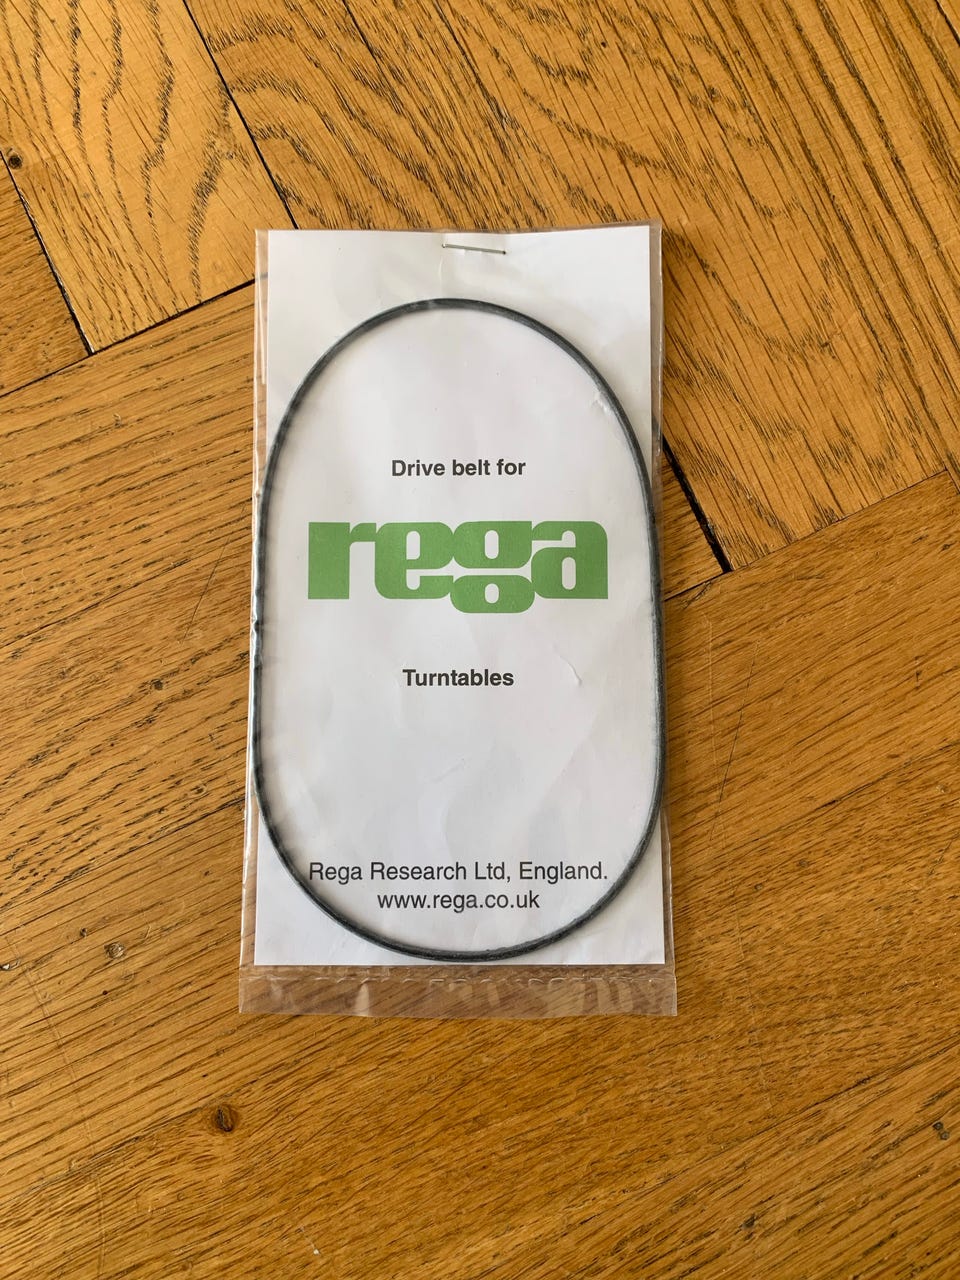 Drive belt for
rega
Turntables
Rega Research Ltd, England.
www.rega.co.uk